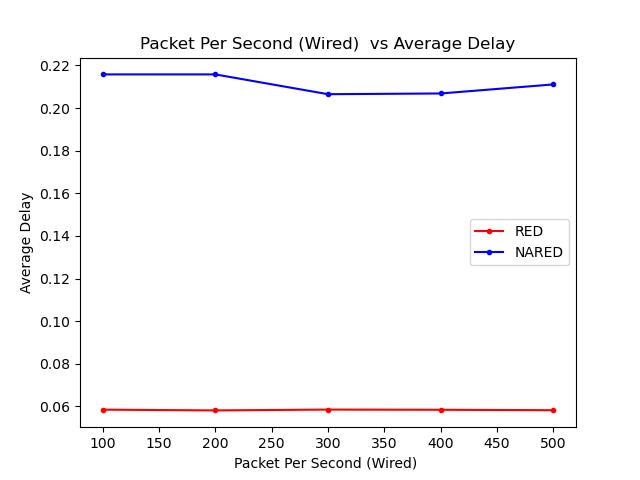 Packet Per Second (Wired)  vs Average Delay
0.22
0.20
0.18
0.16
0.14
0.12
0.10
0.08
0.06
Average Delay
RED
NARED
100 150 200 250 300 350 400 450 500
Packet Per Second (Wired)